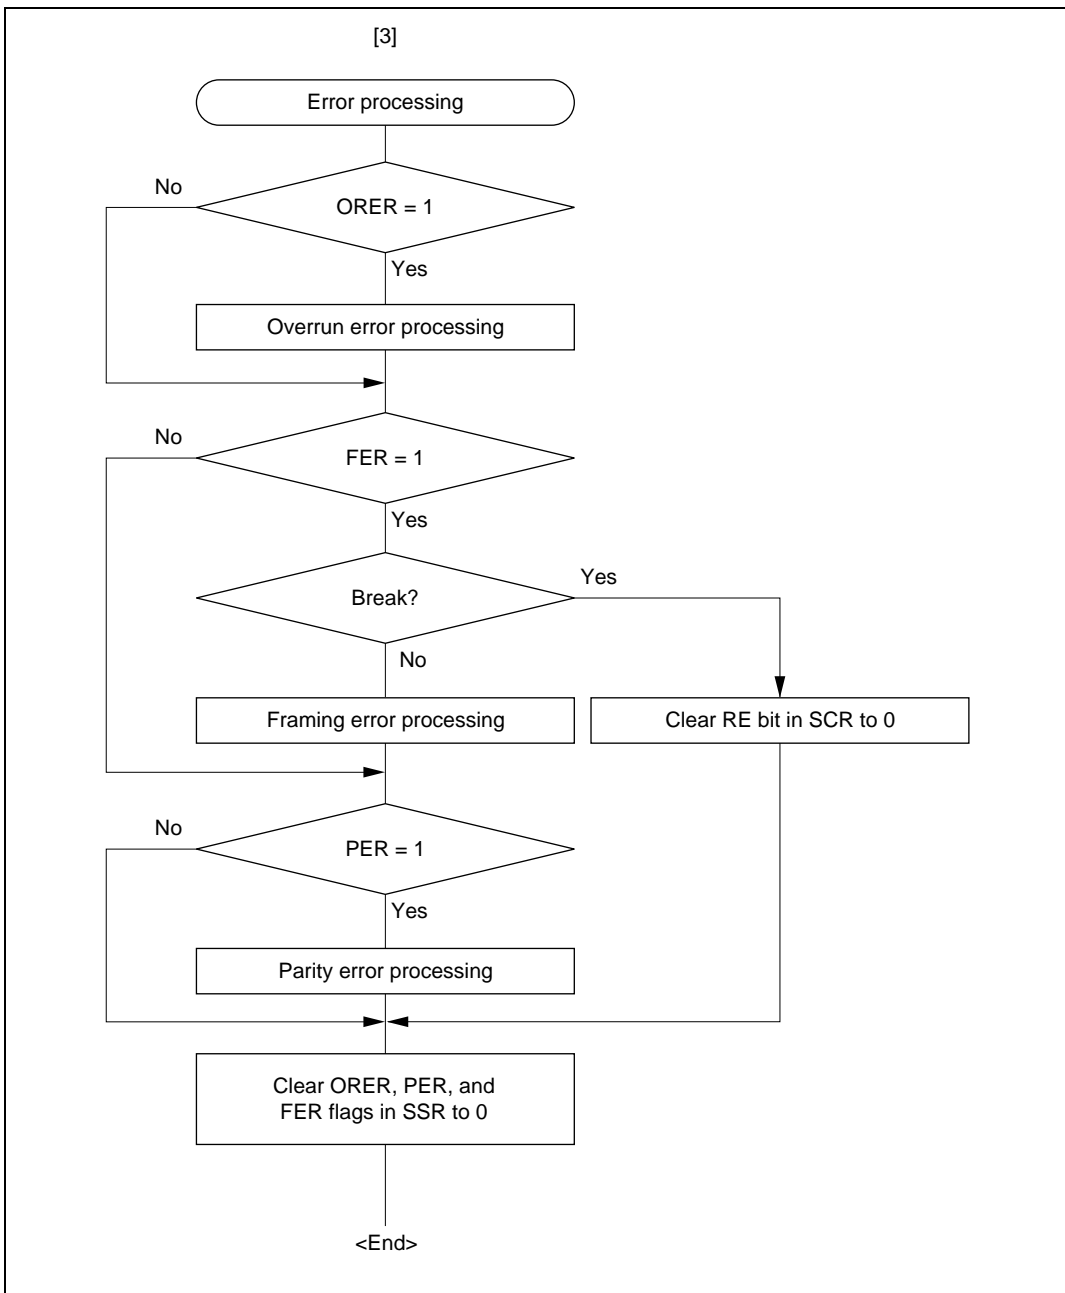 [3]
Error processing
No
ORER = 1
Yes
Overrun error processing
No
FER = 1
Yes
Yes
Break?
No
Framing error processing
Clear RE bit in SCR to 0
No
PER = 1
Yes
Parity error processing
Clear ORER, PER, and
FER flags in SSR to 0
<End>